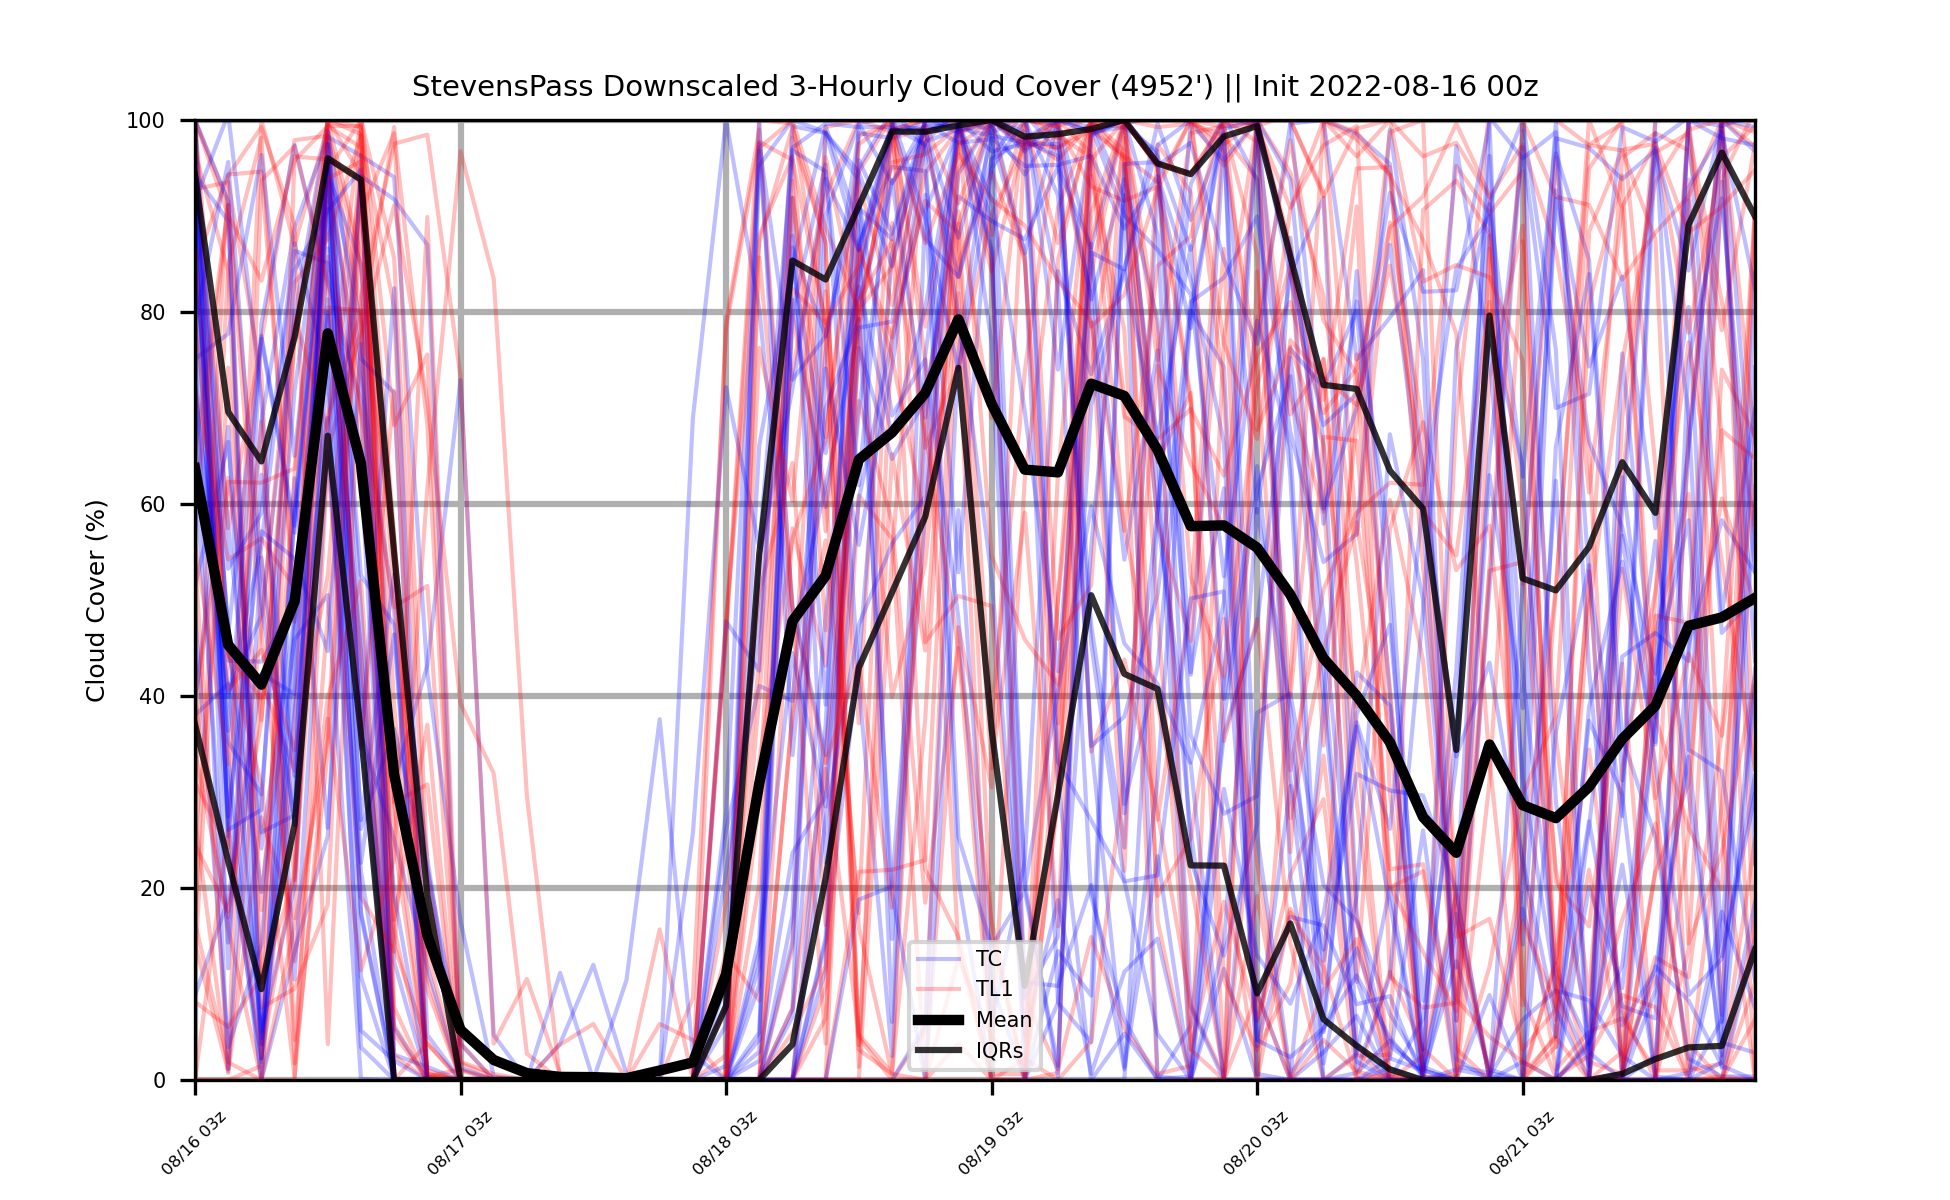 StevensPass Downscaled 3-Hourly Cloud Cover (4952') || Init 2022-08-16 00z
Cloud Cover (%)
100
80
60
40
20
0
TC
TL1
Mean
IQRs
08/16 03z
08/17 03z
08/18 03z
08/19 03z
08/20 03z
08/21 03z